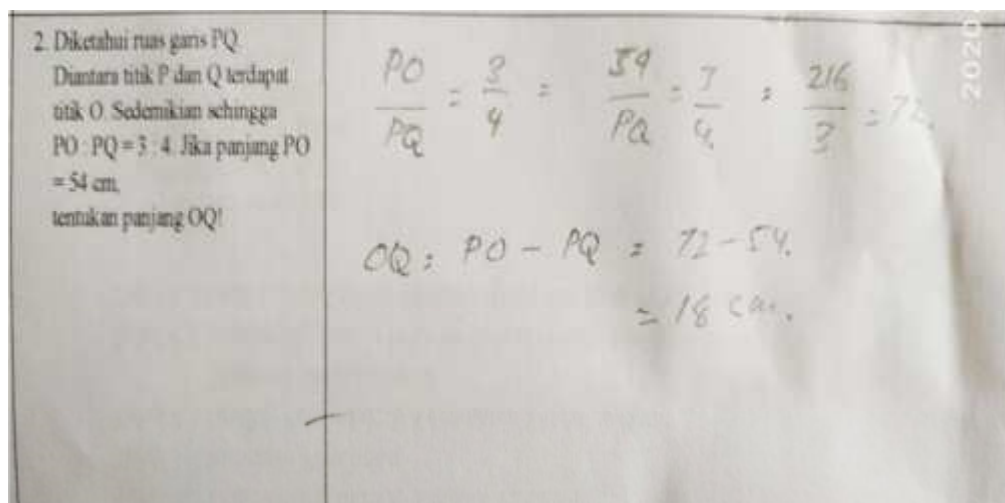 2. Diketahui ruas garis PQ.
Diantara titik P dan Q terdapat
titik O. Sedemikian sehingga
PO : PQ = 3 : 4. Jika panjang PO
= 54 cm,
tentukan panjang OQ!
PO/PQ = 3/4 = 54/PQ = 3/4 = 216/3 = 72.
OQ = PO - PQ = 72 - 54.
= 18 cm.
2020